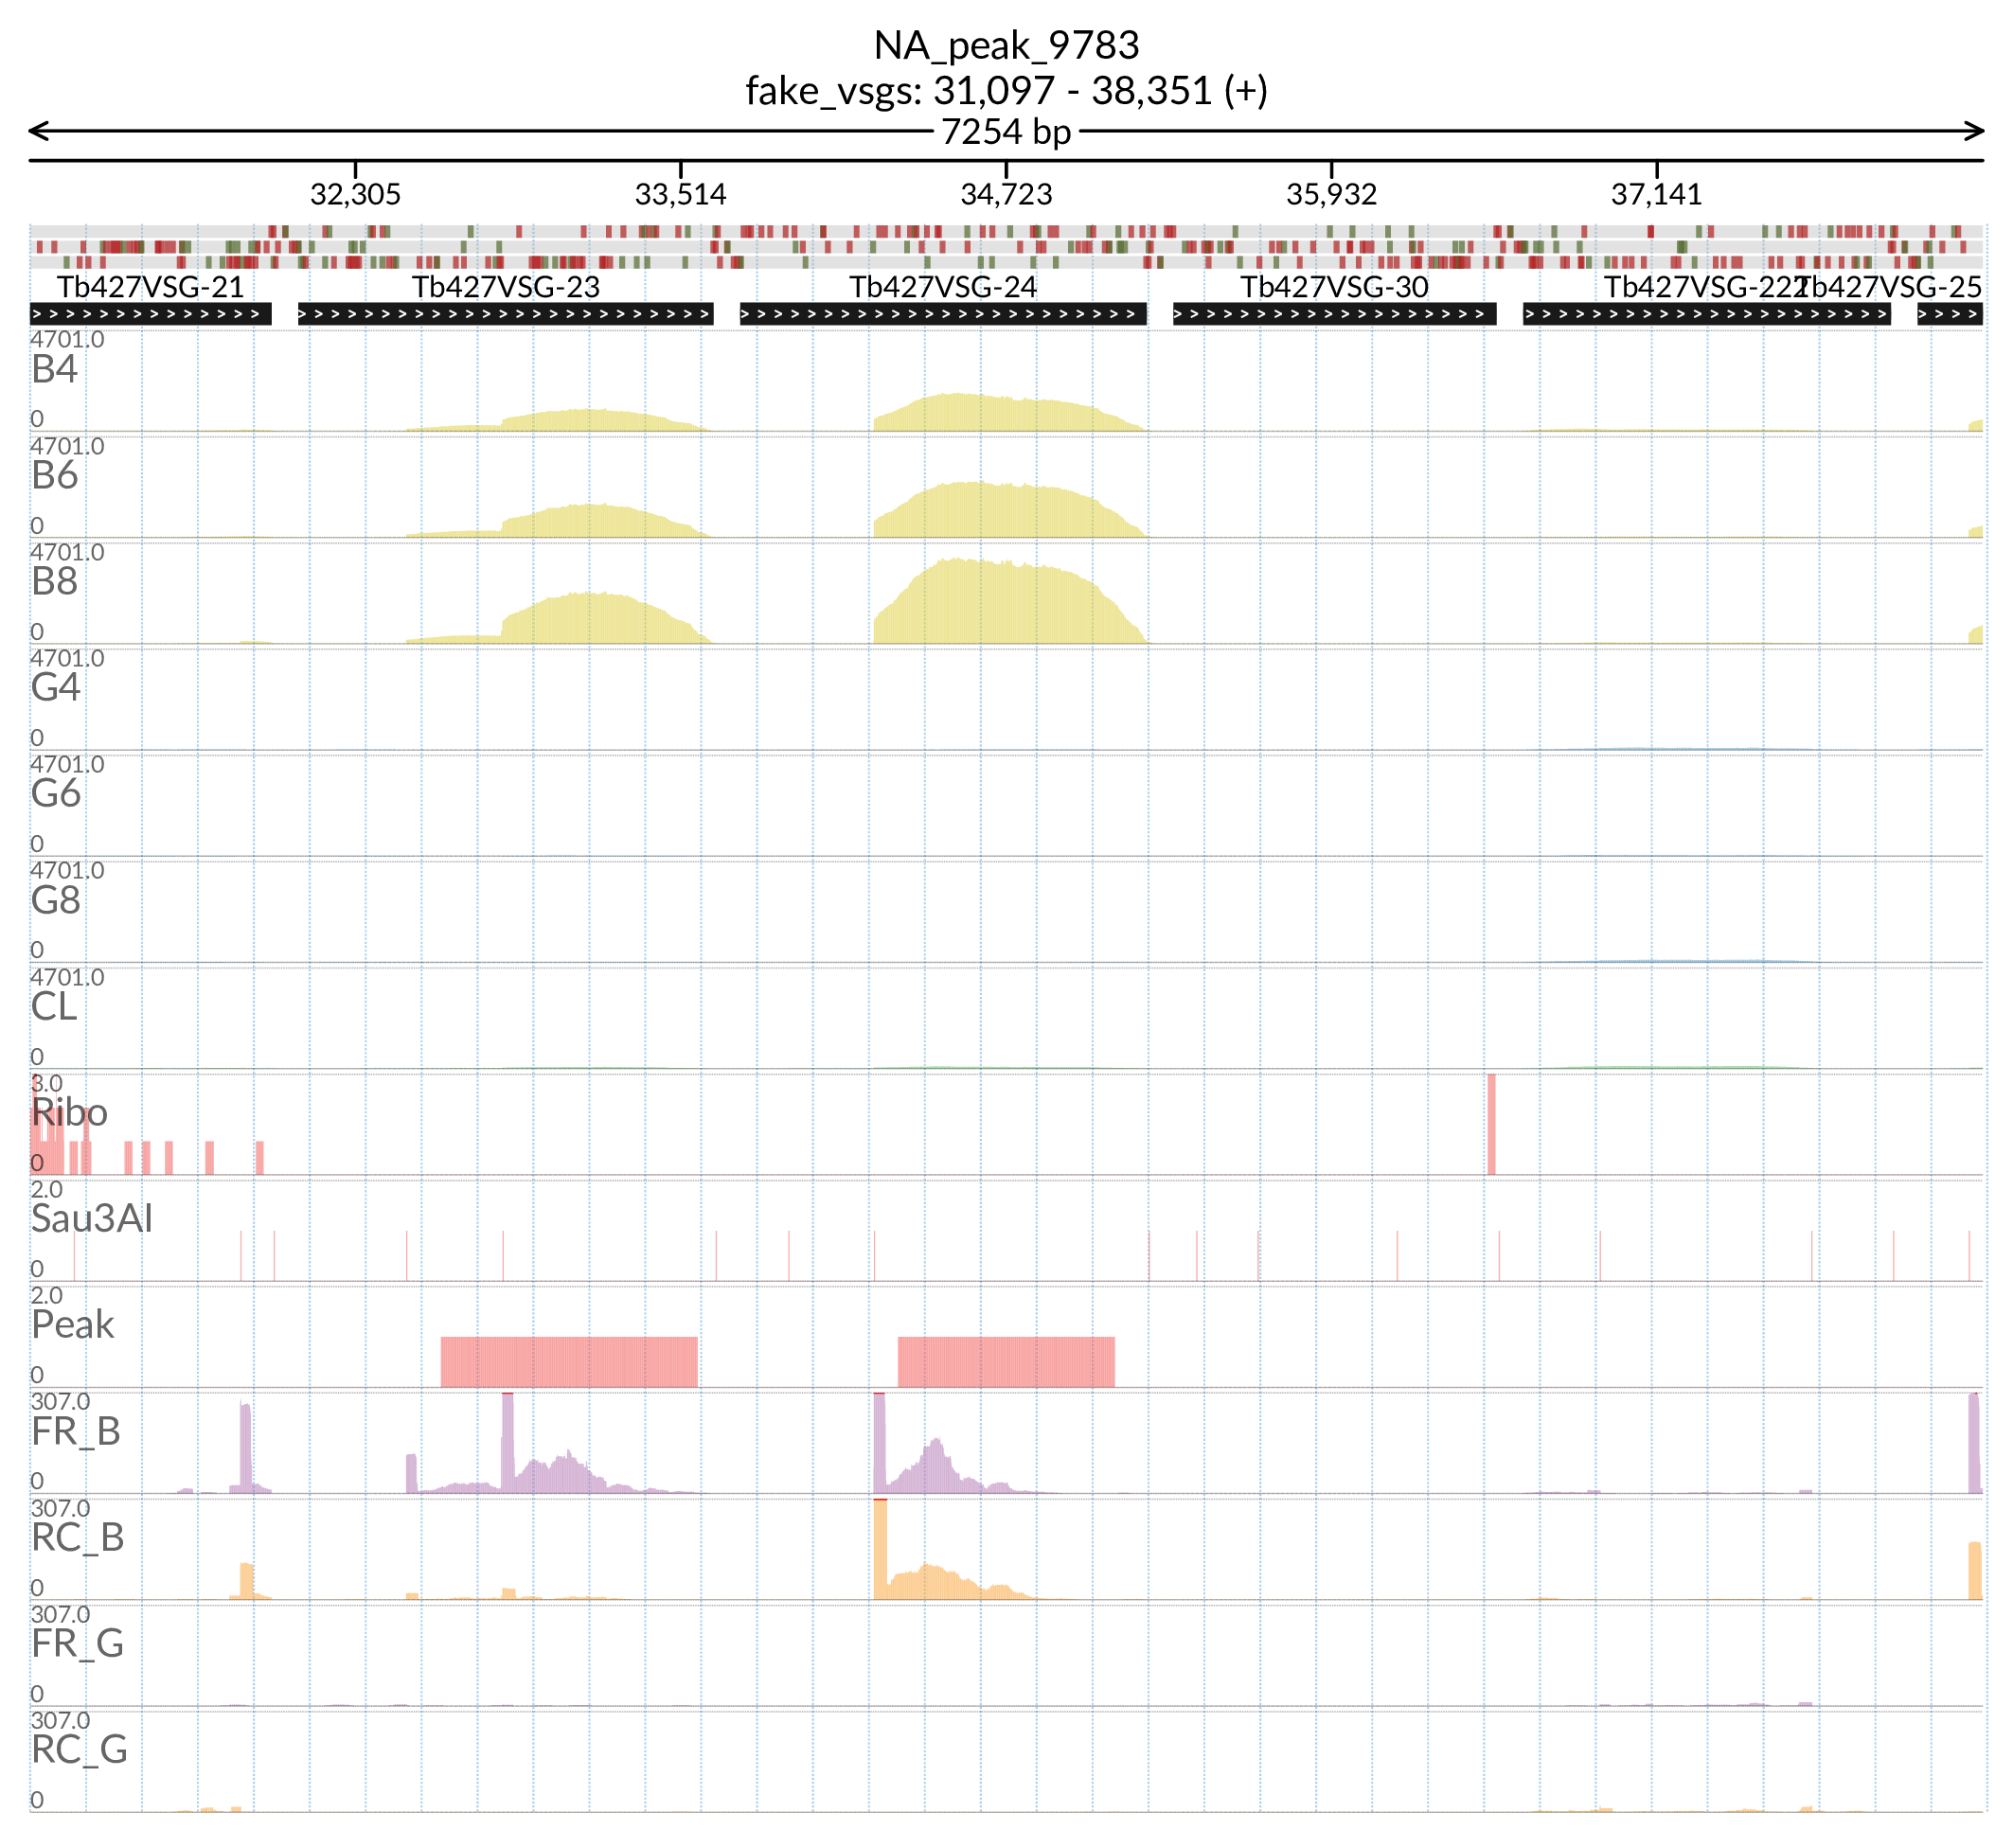 NA_peak_9783
fake_vsgs: 31,097 - 38,351 (+)
7254 bp
32,305 33,514 34,723 35,932 37,141
Tb427VSG-21 Tb427VSG-23 Tb427VSG-24 Tb427VSG-30 Tb427VSG-222 Tb427VSG-25
4701.0
B4
0
4701.0
B6
0
4701.0
B8
0
4701.0
G4
0
4701.0
G6
0
4701.0
G8
0
4701.0
CL
0
3.0
Ribo
0
2.0
Sau3AI
0
2.0
Peak
0
307.0
FR_B
0
307.0
RC_B
0
307.0
FR_G
0
307.0
RC_G
0